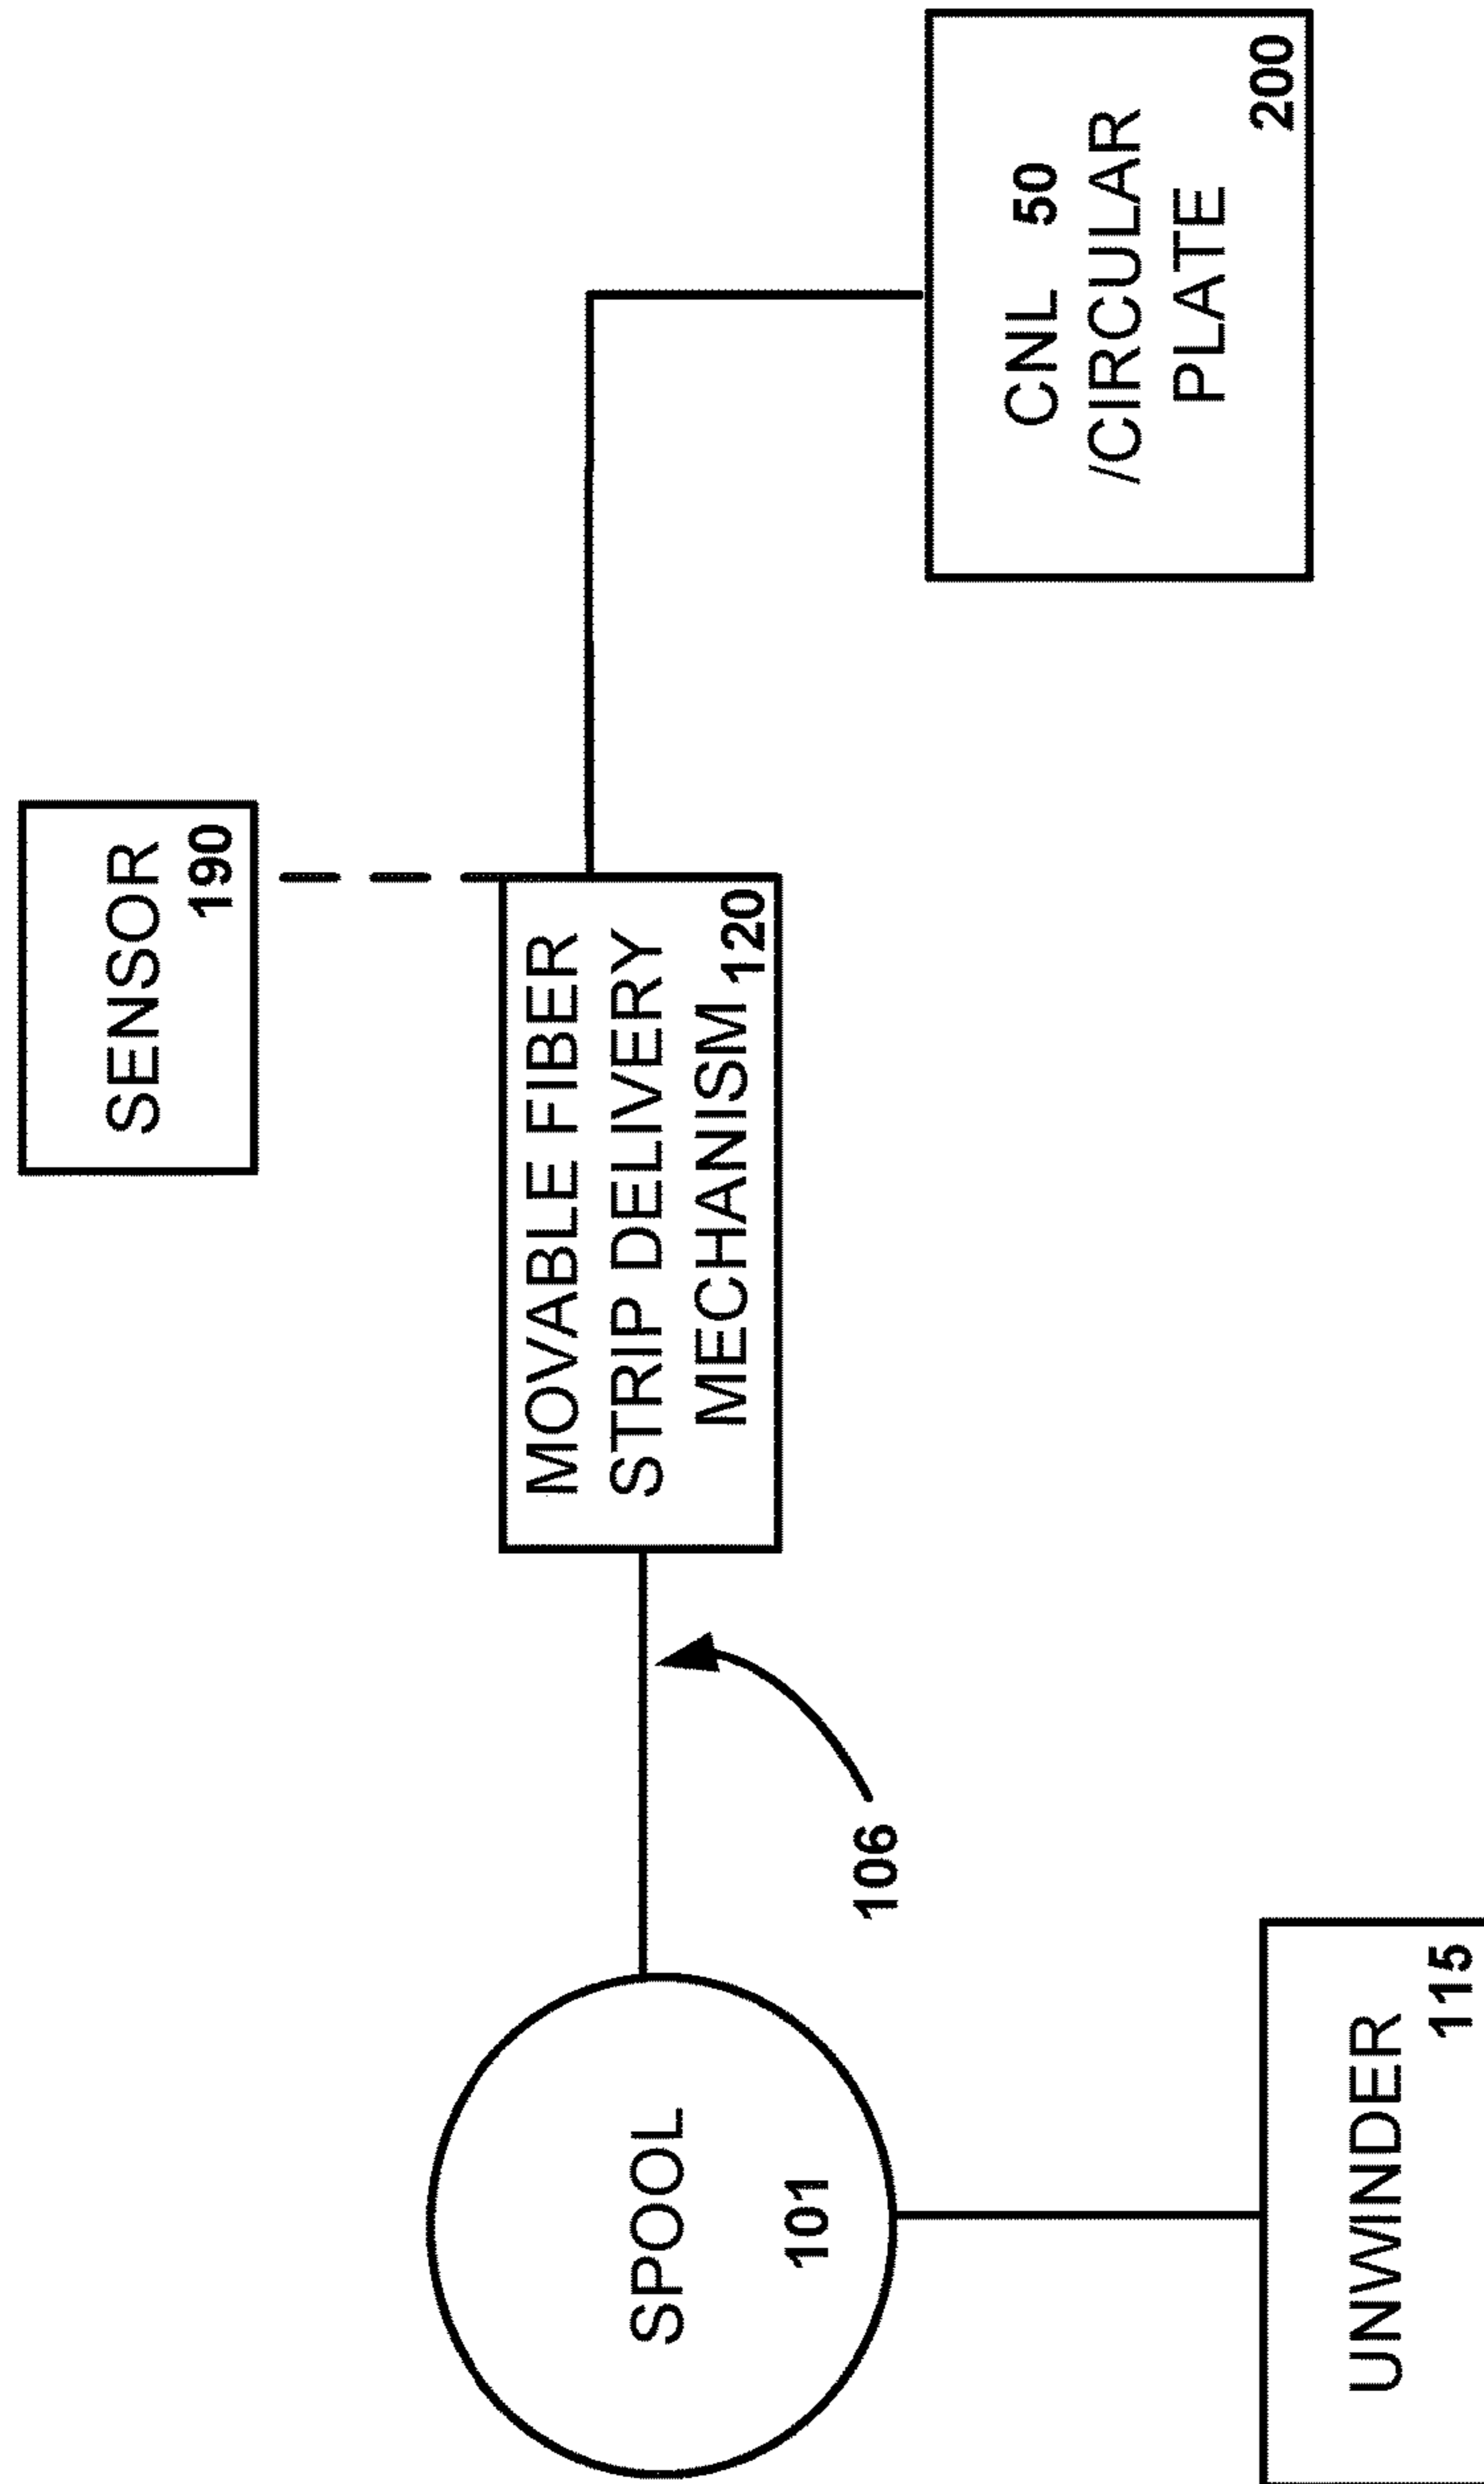 SENSOR
190
MOVABLE FIBER
STRIP DELIVERY
MECHANISM 120
SPOOL
101
106
CNL 50
/CIRCULAR
PLATE
200
UNWINDER
115